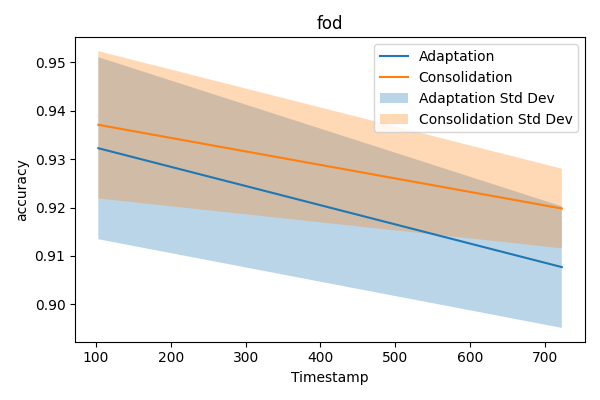 fod
Adaptation
Consolidation
Adaptation Std Dev
Consolidation Std Dev
accuracy
0.95
0.94
0.93
0.92
0.91
0.90
100 200 300 400 500 600 700
Timestamp